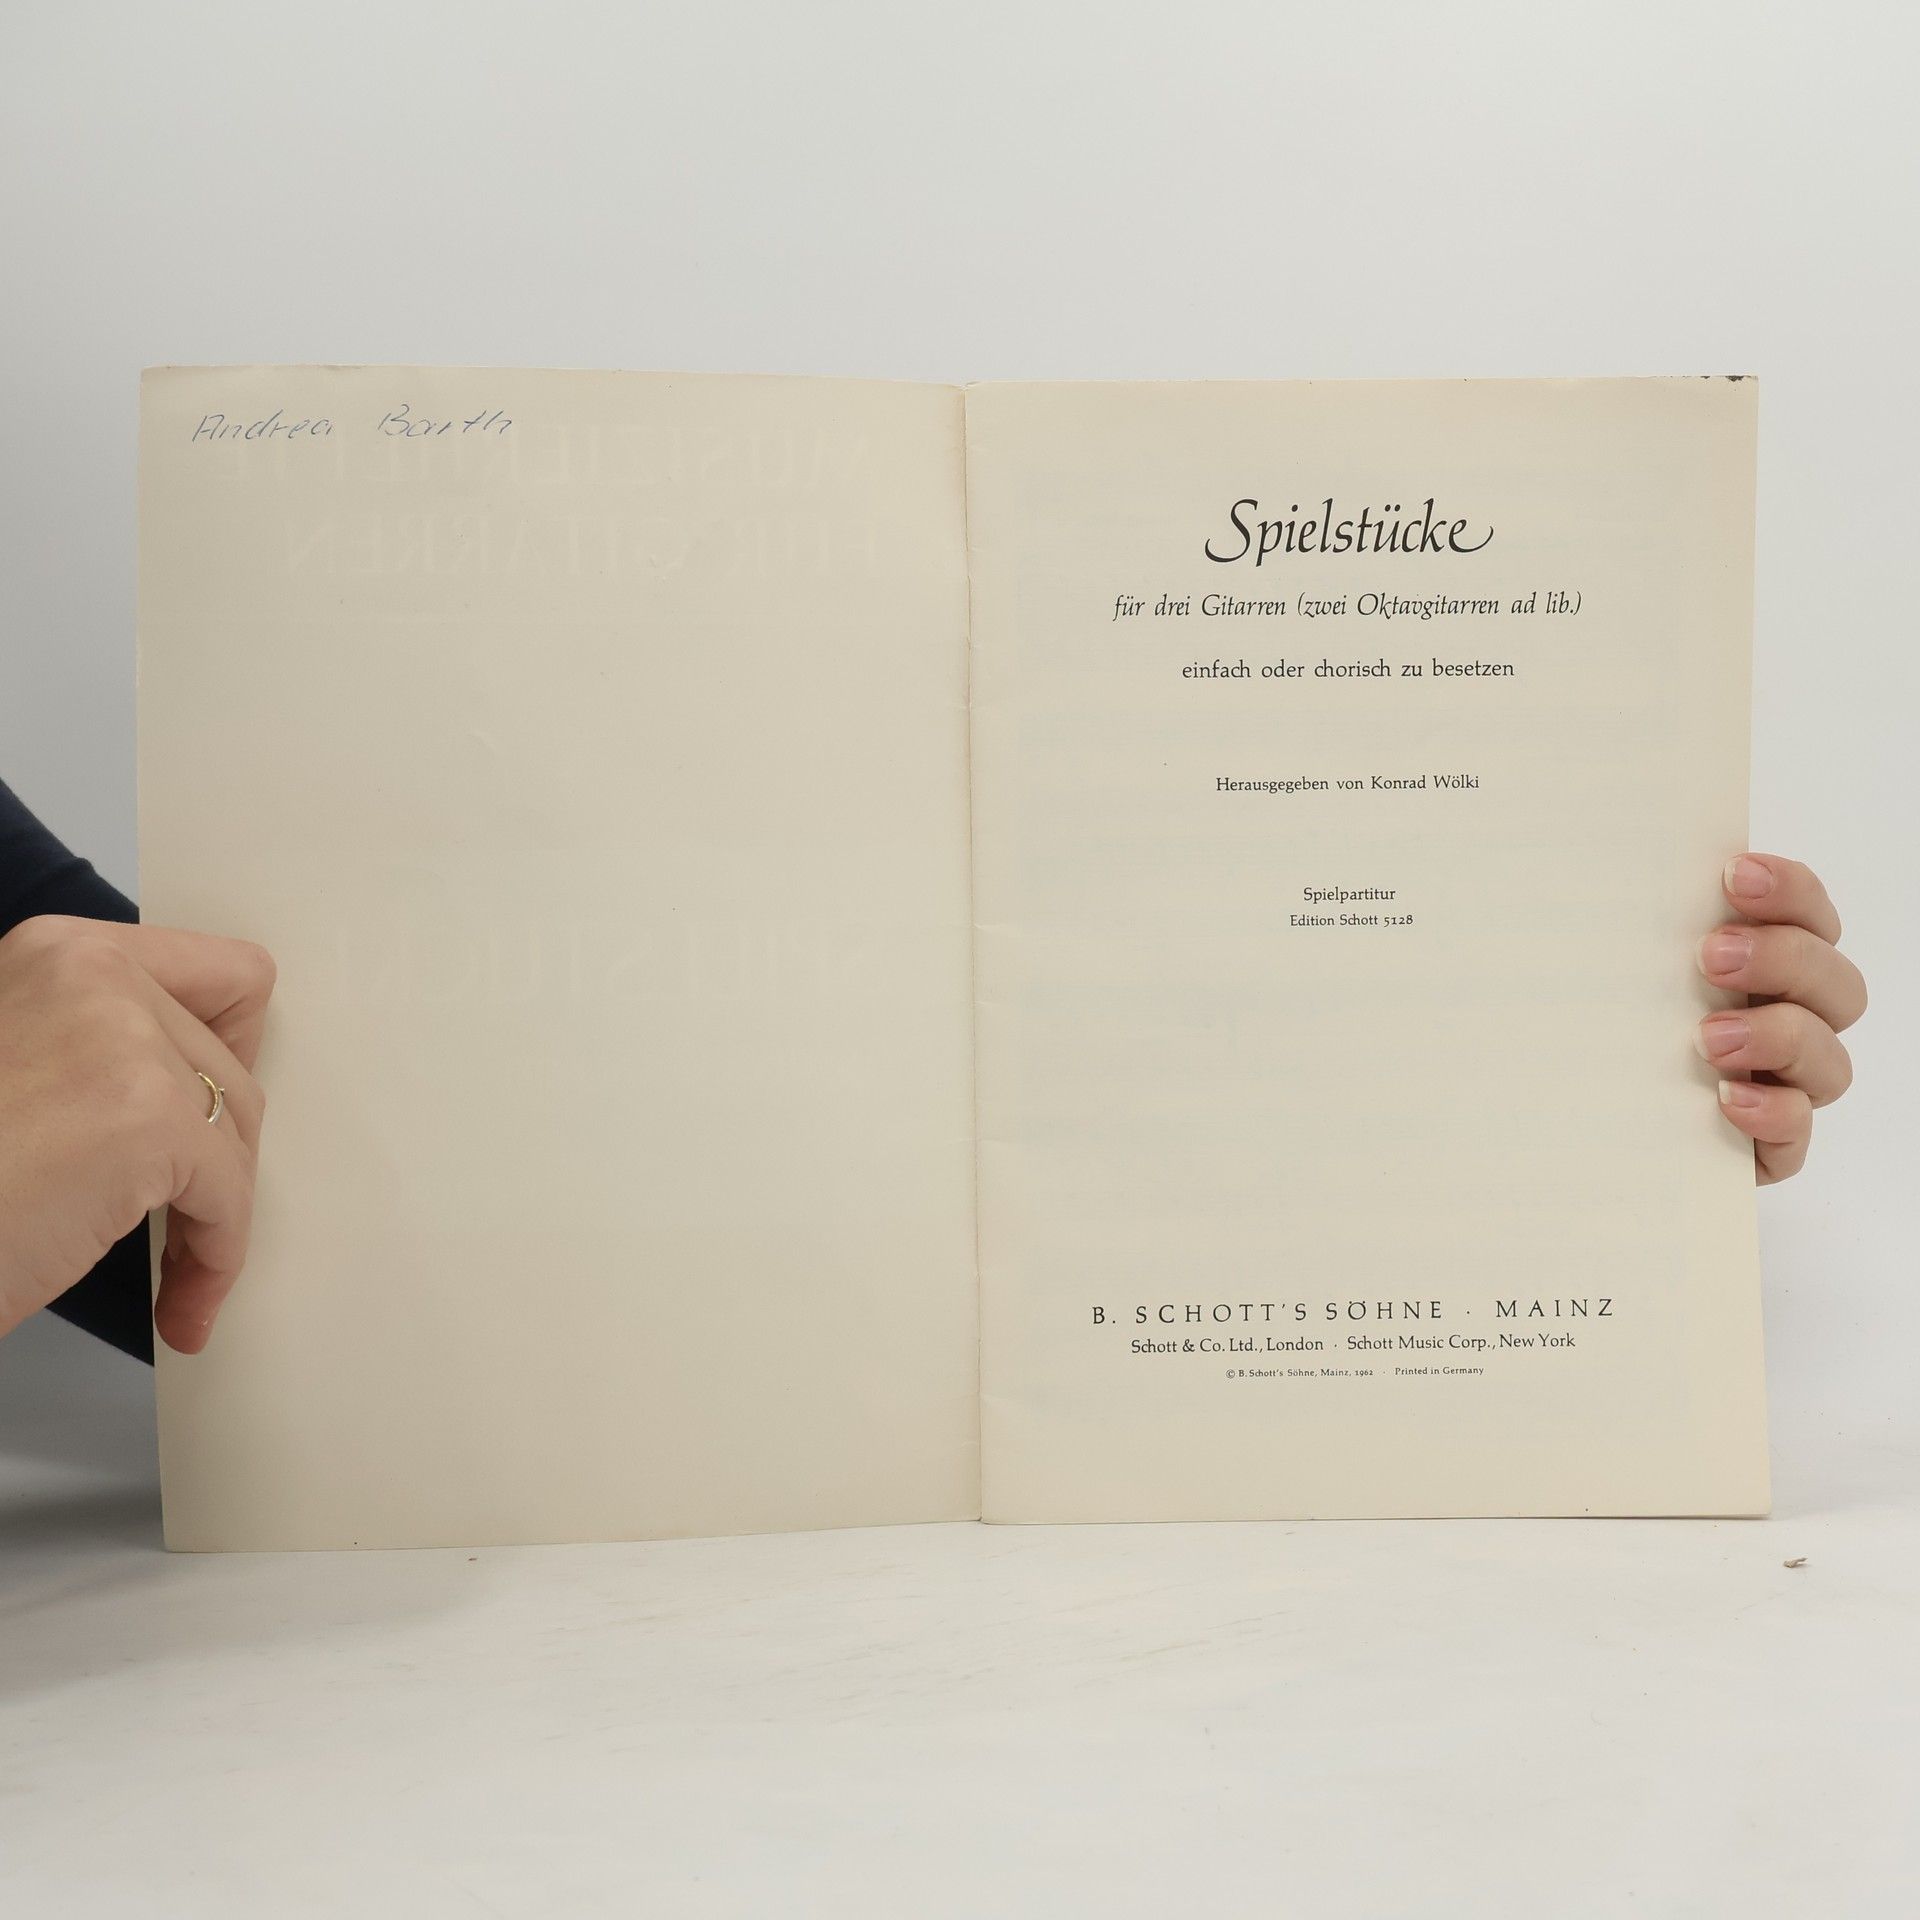 Andrea Barth
Spielstücke
für drei Gitarren (zwei Oktavgitarren ad lib.)
einfach oder chorisch zu besetzen
Herausgegeben von Konrad Wölki
Spielpartitur
Edition Schott 5128
B. SCHOTT'S SÖHNE · MAINZ
Schott & Co. Ltd., London · Schott Music Corp., New York
© B. Schott's Söhne, Mainz, 1962 · Printed in Germany